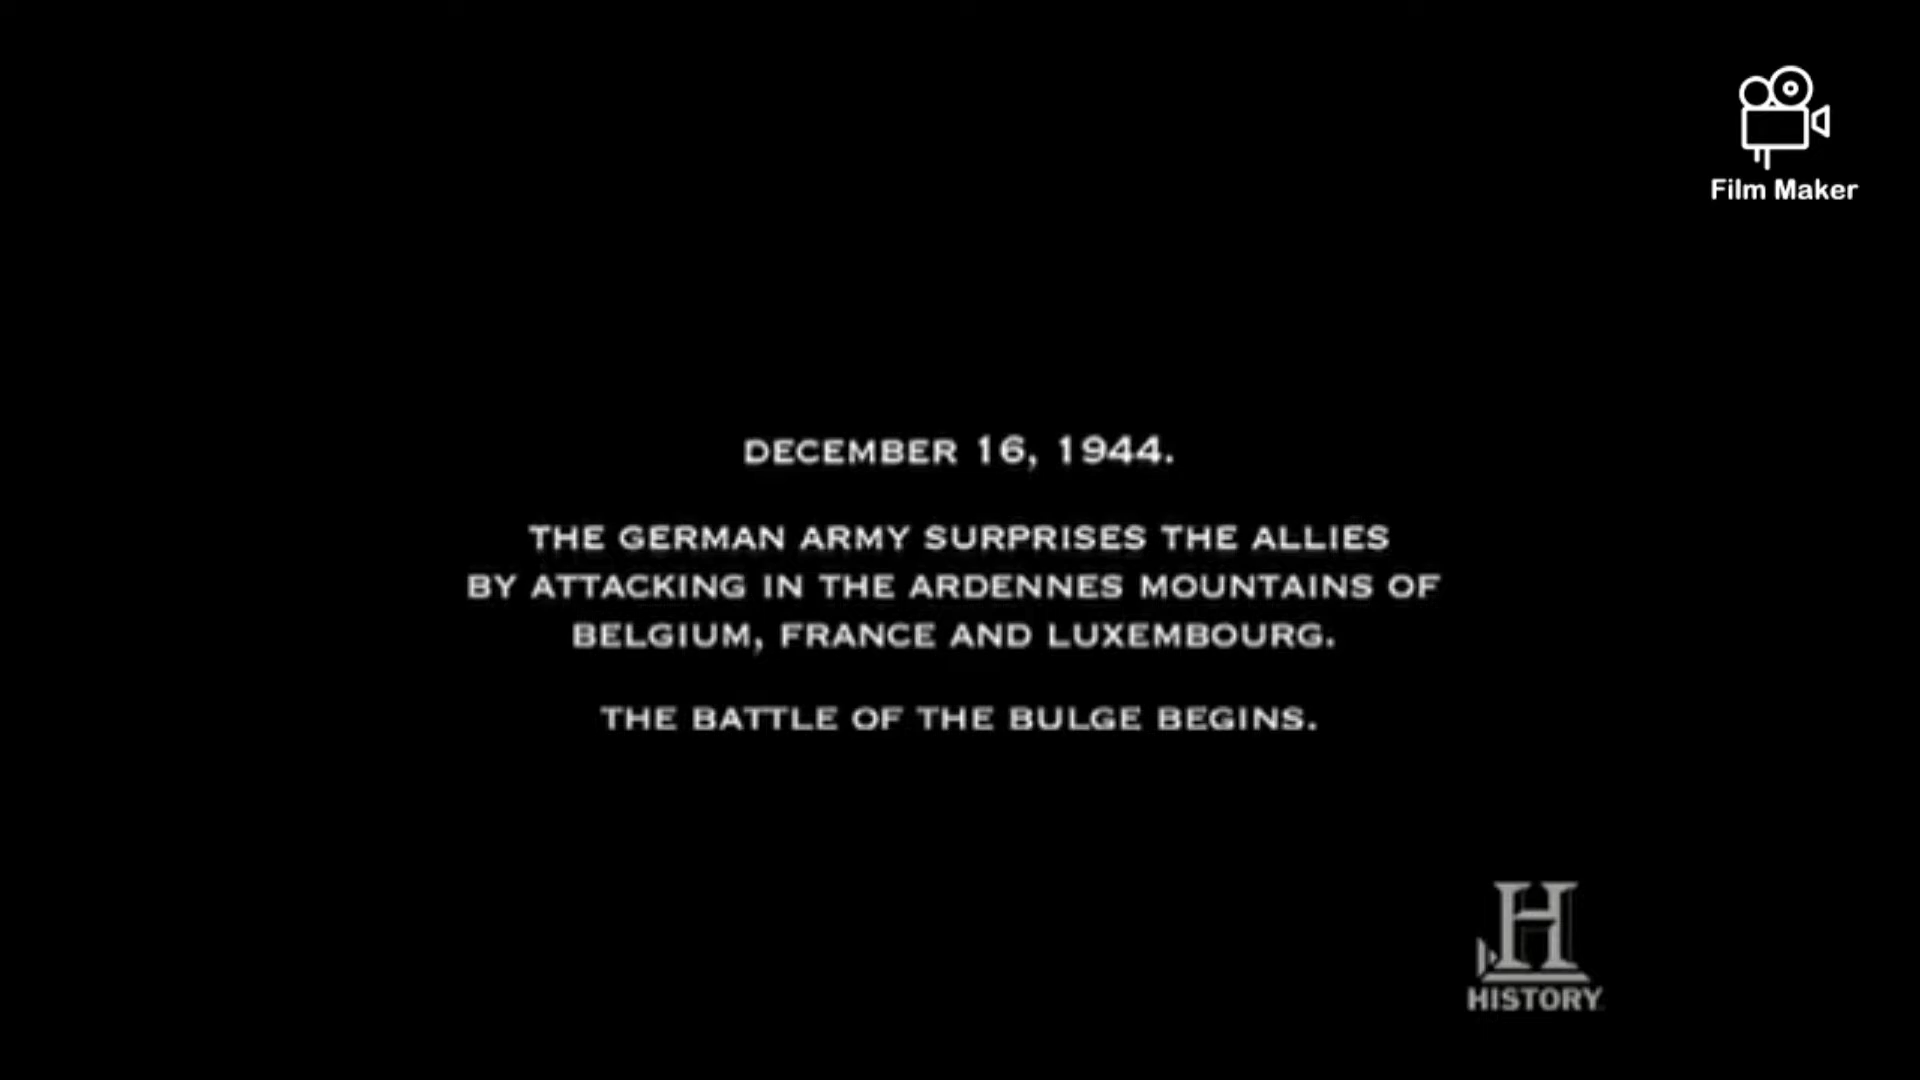 Film Maker
DECEMBER 16, 1944.
THE GERMAN ARMY SURPRISES THE ALLIES
BY ATTACKING IN THE ARDENNES MOUNTAINS OF
BELGIUM, FRANCE AND LUXEMBOURG.
THE BATTLE OF THE BULGE BEGINS.
H
HISTORY